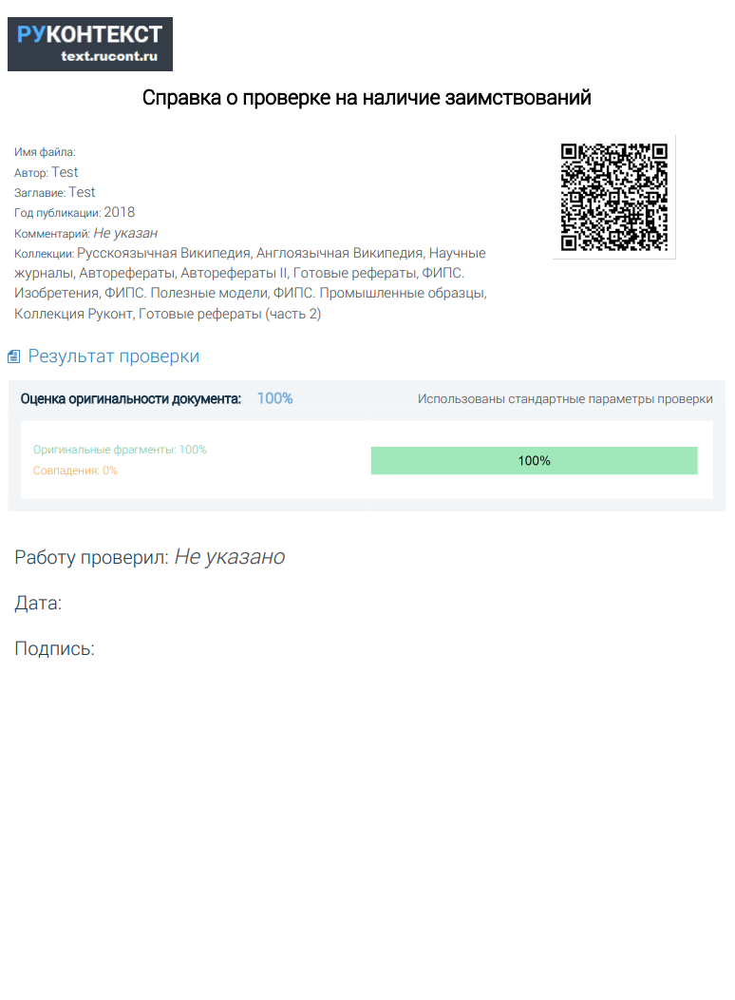 РУКОНТЕКСТ
text.rucont.ru
Справка о проверке на наличие заимствований
Имя файла:
Автор: Test
Заглавие: Test
Год публикации: 2018
Комментарий: Не указан
Коллекции: Русскоязычная Википедия, Англоязычная Википедия, Научные
журналы, Авторефераты, Авторефераты II, Готовые рефераты, ФИПС.
Изобретения, ФИПС. Полезные модели, ФИПС. Промышленные образцы,
Коллекция Руконт, Готовые рефераты (часть 2)
Результат проверки
Оценка оригинальности документа: 100% Использованы стандартные параметры проверки
Оригинальные фрагменты: 100%
Совпадения: 0%
100%
Работу проверил: Не указано
Дата:
Подпись: